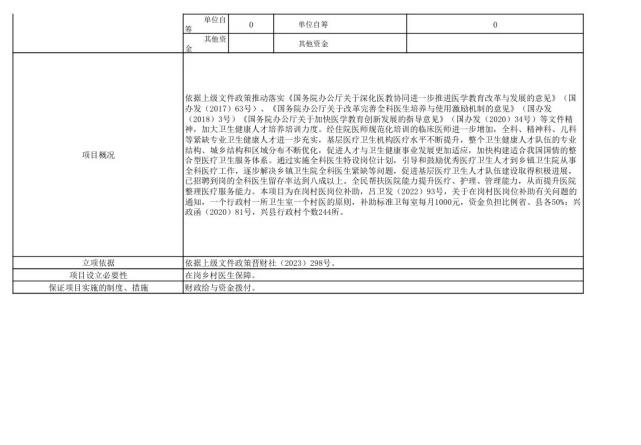 单位自筹 0 单位自筹 0
其他资金 其他资金
项目概况
依据上级文件政策推动落实《国务院办公厅关于深化医教协同进一步推进医学教育改革与发展的意见》（国
办发（2017）63号）、《国务院办公厅关于改革完善全科医生培养与使用激励机制的意见》（国办发
（2018）3号）《国务院办公厅关于加快医学教育创新发展的指导意见》（国办发（2020）34号）等文件精
神，加大卫生健康人才培养培训力度。经住院医师规范化培训的临床医师进一步增加，全科、精神科、儿科
等紧缺专业卫生健康人才进一步充实，基层医疗卫生机构医疗水平不断提升，整个卫生健康人才队伍的专业
结构、城乡结构和区域分布不断优化，促进人才与卫生健康事业发展更加适应，加快构建适合我国国情的整
合型医疗卫生服务体系。通过实施全科医生特设岗位计划，引导和鼓励优秀医疗卫生人才到乡镇卫生院从事
全科医疗工作，逐步解决乡镇卫生院全科医生紧缺等问题，促进基层医疗卫生人才队伍建设取得积极进展，
已招聘到岗的全科医生留存率达到八成以上。全民帮扶医院能力提升医疗、护理、管理能力，从而提升医院
整理医疗服务能力。本项目为在岗村医岗位补助，吕卫发（2022）93号，关于在岗村医岗位补助有关问题的
通知，一个行政村一所卫生室一个村医的原则，补助标准卫每室每月1000元，资金负担比例省、县各50%；兴
政函（2020）81号，兴县行政村个数244所。
立项依据 依据上级文件政策晋财社（2023）298号。
项目设立必要性 在岗乡村医生保障。
保证项目实施的制度、措施 财政给与资金拨付。